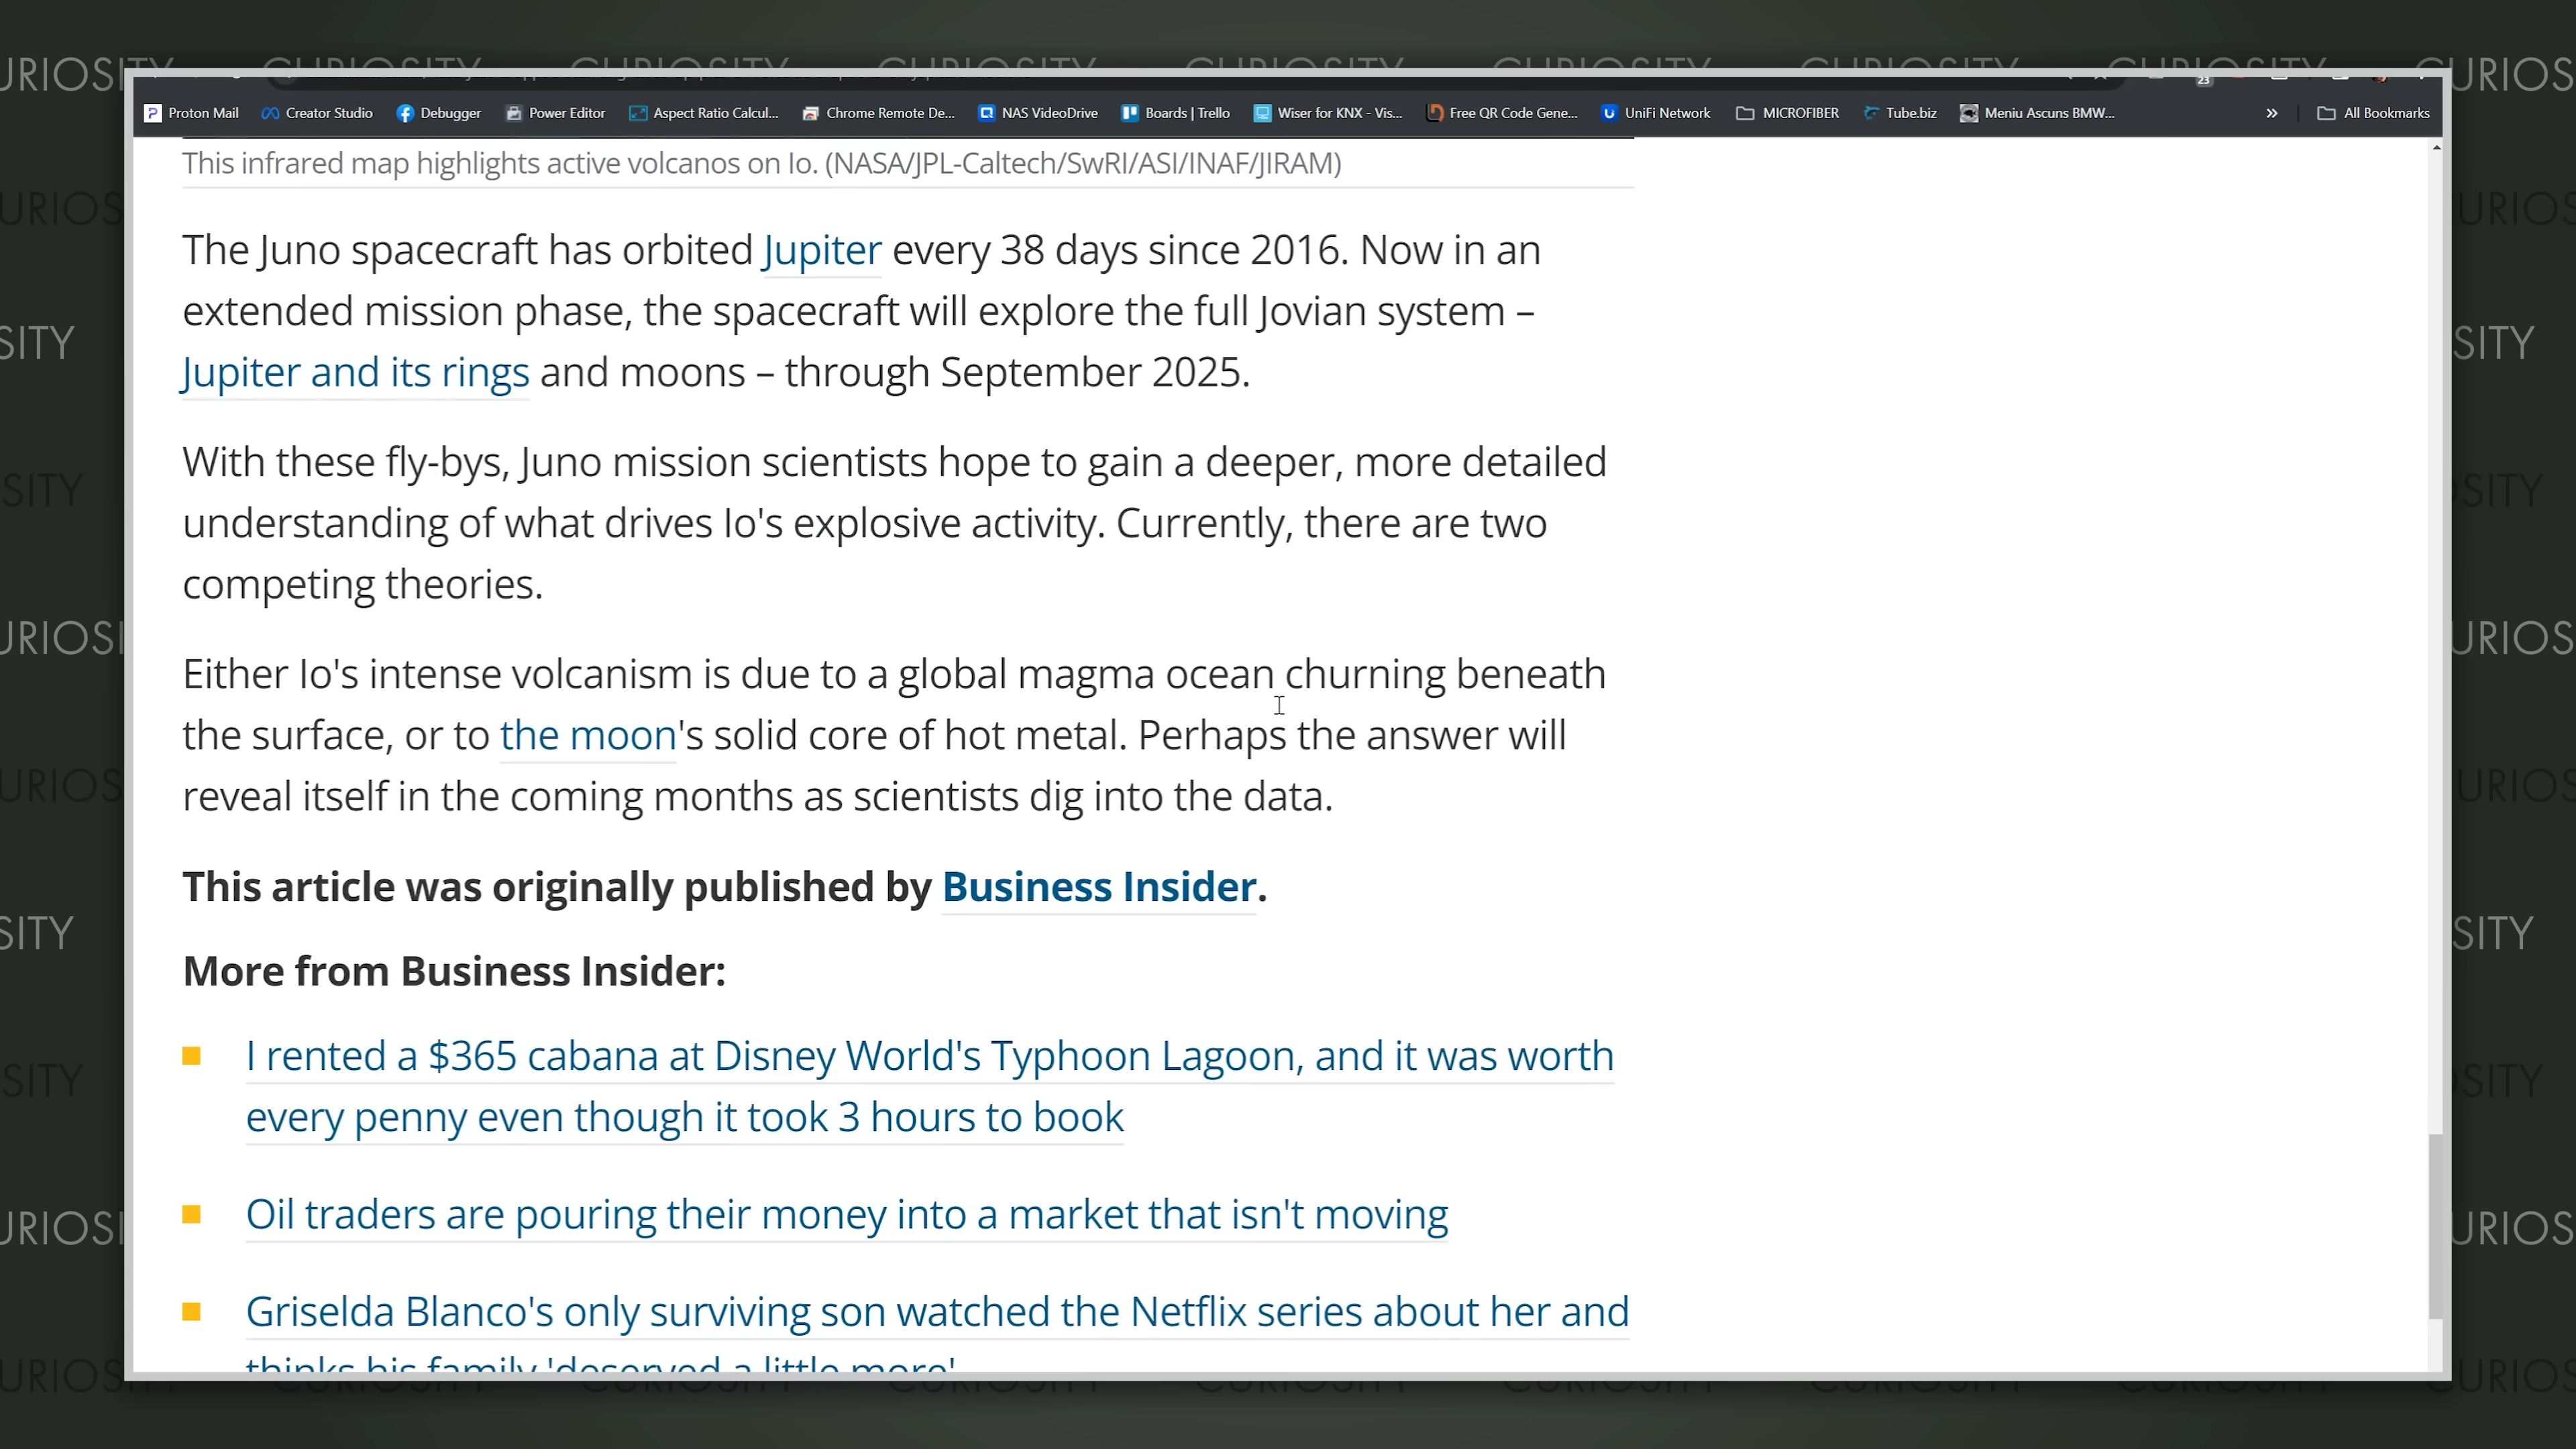 CURIOSITY CURIOSITY CURIOSITY CURIOSITY CURIOSITY CURIOSITY
23
Proton Mail Creator Studio Debugger Power Editor Aspect Ratio Calcul... Chrome Remote De... NAS VideoDrive Boards | Trello Wiser for KNX - Vis... Free QR Code Gene... UniFi Network MICROFIBER Tube.biz Meniu Ascuns BMW... » All Bookmarks
This infrared map highlights active volcanos on Io. (NASA/JPL-Caltech/SwRI/ASI/INAF/JIRAM)
The Juno spacecraft has orbited Jupiter every 38 days since 2016. Now in an
extended mission phase, the spacecraft will explore the full Jovian system –
Jupiter and its rings and moons – through September 2025.
With these fly-bys, Juno mission scientists hope to gain a deeper, more detailed
understanding of what drives Io's explosive activity. Currently, there are two
competing theories.
Either Io's intense volcanism is due to a global magma ocean churning beneath
the surface, or to the moon's solid core of hot metal. Perhaps the answer will
reveal itself in the coming months as scientists dig into the data.
This article was originally published by Business Insider.
More from Business Insider:
I rented a $365 cabana at Disney World's Typhoon Lagoon, and it was worth
every penny even though it took 3 hours to book
Oil traders are pouring their money into a market that isn't moving
Griselda Blanco's only surviving son watched the Netflix series about her and
thinks his family 'deserved a little more'